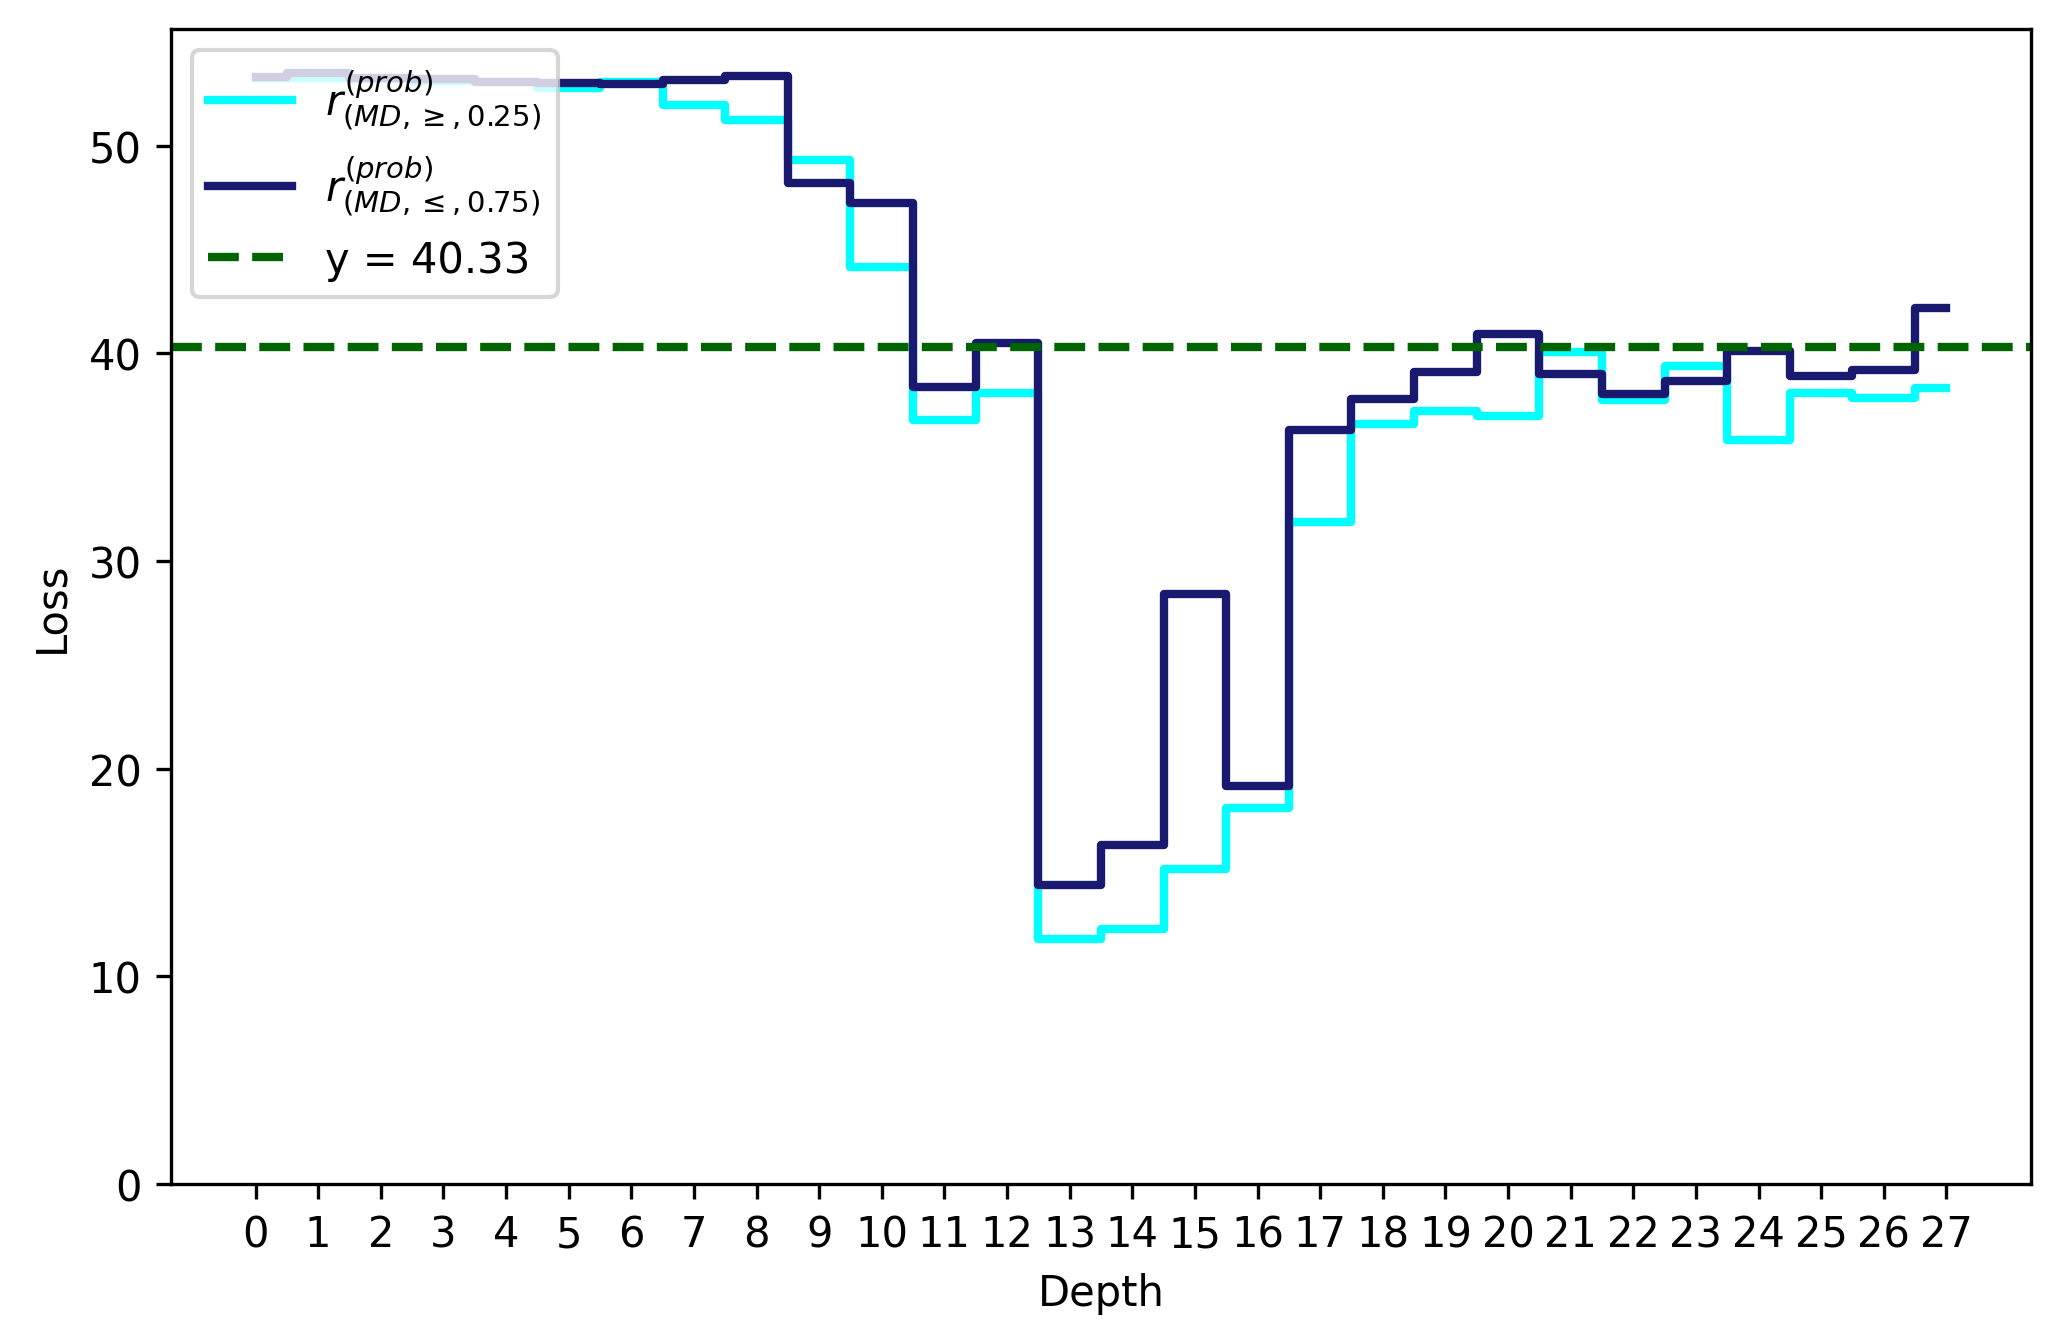 r_{(MD, ≥, 0.25)}^{(prob)}
r_{(MD, ≤, 0.75)}^{(prob)}
y = 40.33
50
40
30
20
10
0
Loss
0 1 2 3 4 5 6 7 8 9 10 11 12 13 14 15 16 17 18 19 20 21 22 23 24 25 26 27
Depth